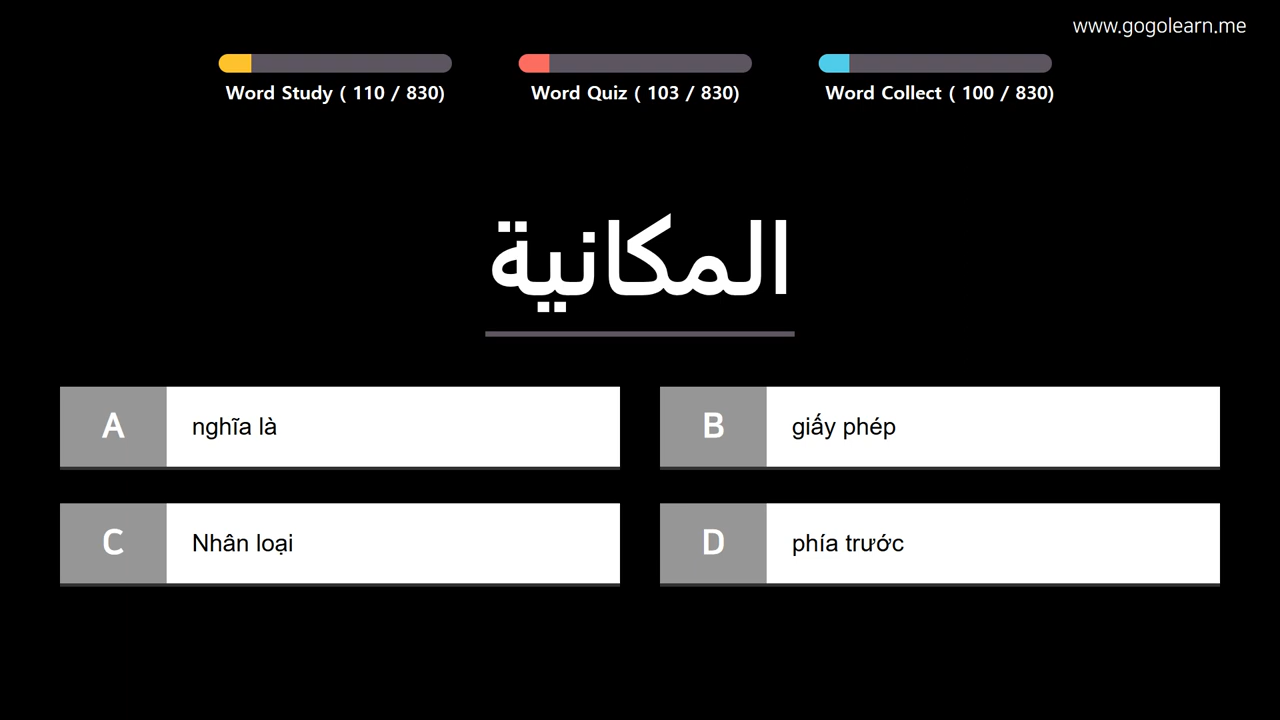 www.gogolearn.me
Word Study ( 110 / 830)
Word Quiz ( 103 / 830)
Word Collect ( 100 / 830)
المكانية
A nghĩa là
B giấy phép
C Nhân loại
D phía trước